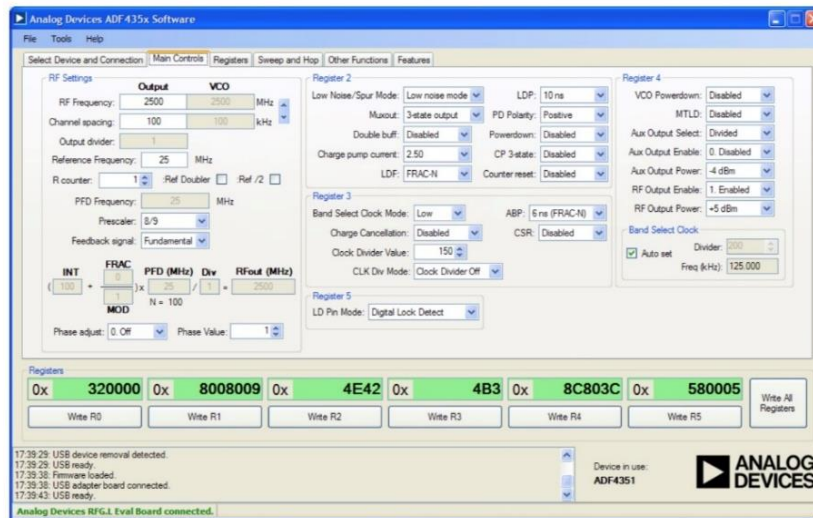 Analog Devices ADF435x Software
File Tools Help
Select Device and Connection Main Controls Registers Sweep and Hop Other Functions Features
RF Settings
Output VCO
RF Frequency: 2500 2500 MHz
Channel spacing: 100 100 kHz
Output divider: 1
Reference Frequency: 25 MHz
R counter: 1 :Ref Doubler :Ref /2
PFD Frequency: 25 MHz
Prescaler: 8/9
Feedback signal: Fundamental
INT FRAC PFD (MHz) Div RFout (MHz)
( 100 + 0 / 1 ) x 25 / 1 = 2500
MOD N = 100
Phase adjust: 0. Off Phase Value: 1
Register 2
Low Noise/Spur Mode: Low noise mode LDP: 10 ns
Muxout: 3-state output PD Polarity: Positive
Double buff: Disabled Powerdown: Disabled
Charge pump current: 2.50 CP 3-state: Disabled
LDF: FRAC-N Counter reset: Disabled
Register 3
Band Select Clock Mode: Low ABP: 6 ns (FRAC-N)
Charge Cancellation: Disabled CSR: Disabled
Clock Divider Value: 150
CLK Div Mode: Clock Divider Off
Register 5
LD Pin Mode: Digital Lock Detect
Register 4
VCO Powerdown: Disabled
MTLD: Disabled
Aux Output Select: Divided
Aux Output Enable: 0. Disabled
Aux Output Power: -4 dBm
RF Output Enable: 1. Enabled
RF Output Power: +5 dBm
Band Select Clock
Auto set Divider: 200
Freq (kHz): 125.000
Registers
0x 320000 0x 8008009 0x 4E42 0x 4B3 0x 8C803C 0x 580005
Write R0 Write R1 Write R2 Write R3 Write R4 Write R5
Write All
Registers
17:39:29: USB device removal detected.
17:39:29: USB ready.
17:39:38: Firmware loaded.
17:39:38: USB adapter board connected.
17:39:43: USB ready.
Device in use:
ADF4351
ANALOG
DEVICES
Analog Devices RFG.L Eval Board connected.